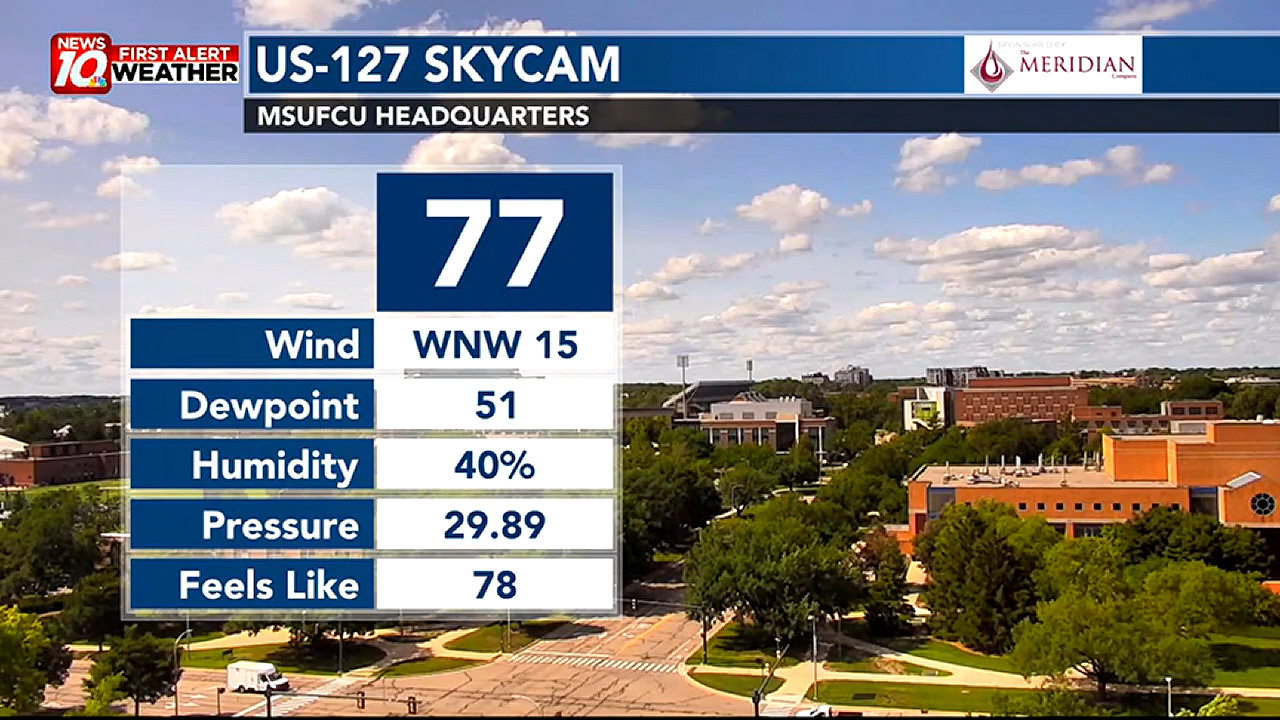 NEWS
10
FIRST ALERT
WEATHER
US-127 SKYCAM
SPONSORED BY
The
MERIDIAN
Company
MSUFCU HEADQUARTERS
77
Wind WNW 15
Dewpoint 51
Humidity 40%
Pressure 29.89
Feels Like 78